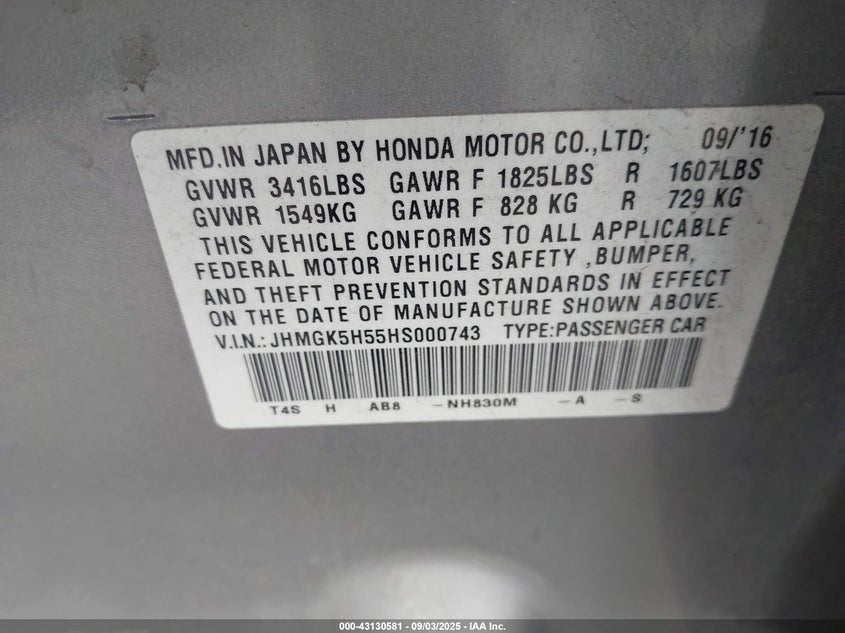 MFD.IN JAPAN BY HONDA MOTOR CO.,LTD; 09/'16
GVWR 3416LBS GAWR F 1825LBS R 1607LBS
GVWR 1549KG GAWR F 828 KG R 729 KG
THIS VEHICLE CONFORMS TO ALL APPLICABLE
FEDERAL MOTOR VEHICLE SAFETY ,BUMPER,
AND THEFT PREVENTION STANDARDS IN EFFECT
ON THE DATE OF MANUFACTURE SHOWN ABOVE.
V.I.N.: JHMGK5H55HS000743 TYPE:PASSENGER CAR
T4S H AB8 -NH830M -A -S
000-43130581 - 09/03/2025 - IAA Inc.